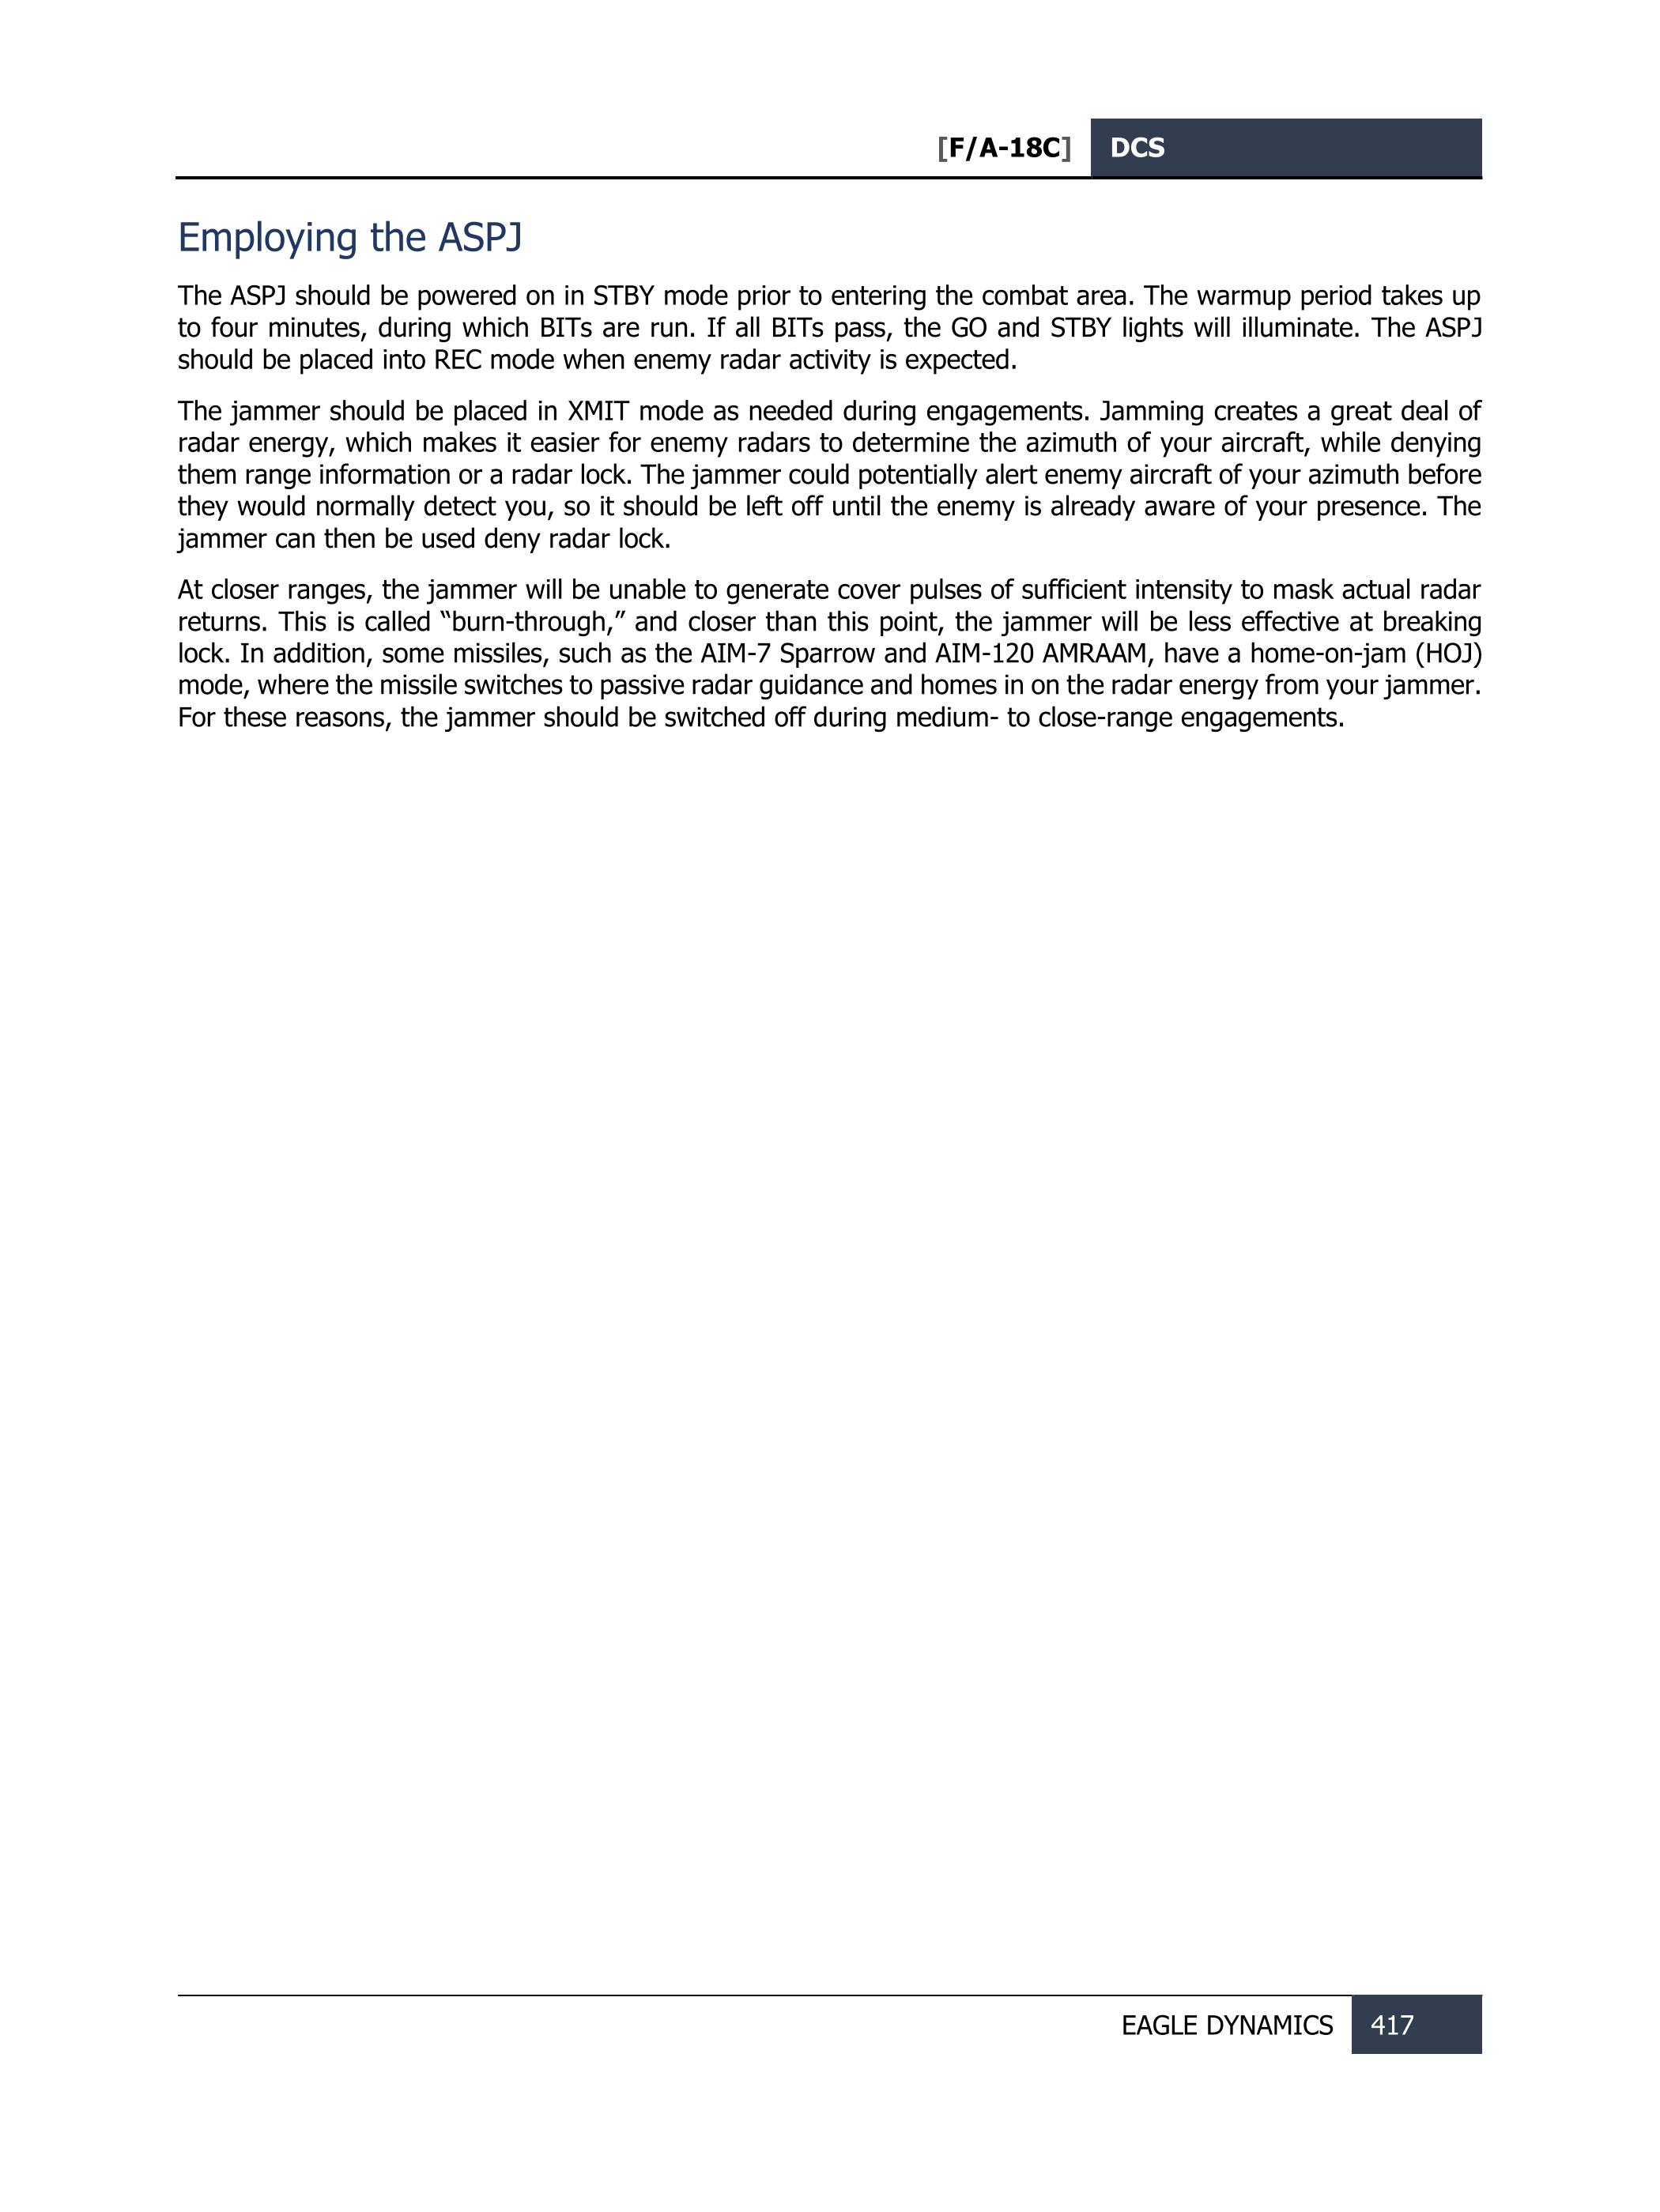 [F/A-18C] DCS
Employing the ASPJ
The ASPJ should be powered on in STBY mode prior to entering the combat area. The warmup period takes up
to four minutes, during which BITs are run. If all BITs pass, the GO and STBY lights will illuminate. The ASPJ
should be placed into REC mode when enemy radar activity is expected.
The jammer should be placed in XMIT mode as needed during engagements. Jamming creates a great deal of
radar energy, which makes it easier for enemy radars to determine the azimuth of your aircraft, while denying
them range information or a radar lock. The jammer could potentially alert enemy aircraft of your azimuth before
they would normally detect you, so it should be left off until the enemy is already aware of your presence. The
jammer can then be used deny radar lock.
At closer ranges, the jammer will be unable to generate cover pulses of sufficient intensity to mask actual radar
returns. This is called “burn-through,” and closer than this point, the jammer will be less effective at breaking
lock. In addition, some missiles, such as the AIM-7 Sparrow and AIM-120 AMRAAM, have a home-on-jam (HOJ)
mode, where the missile switches to passive radar guidance and homes in on the radar energy from your jammer.
For these reasons, the jammer should be switched off during medium- to close-range engagements.
EAGLE DYNAMICS 417